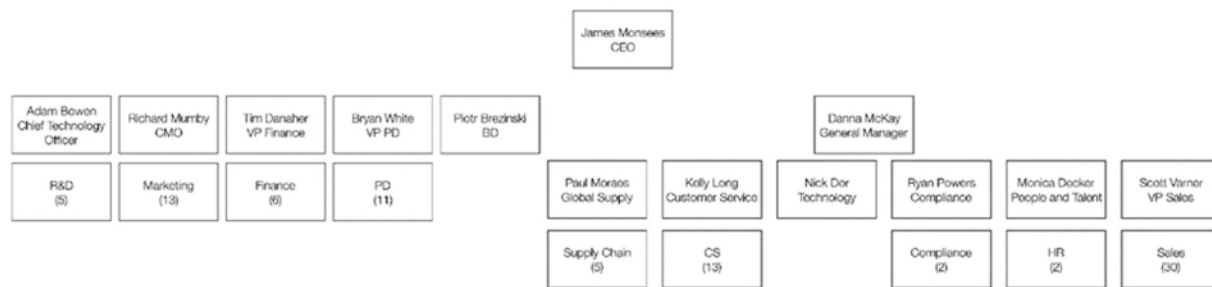 James Monsees
CEO
Adam Bowen
Chief Technology
Officer
Richard Mumby
CMO
Tim Danaher
VP Finance
Bryan White
VP PD
Piotr Brezinski
BD
Danna McKay
General Manager
R&D
(5)
Marketing
(13)
Finance
(6)
PD
(11)
Paul Moraes
Global Supply
Kelly Long
Customer Service
Nick Dor
Technology
Ryan Powers
Compliance
Monica Decker
People and Talent
Scott Varner
VP Sales
Supply Chain
(5)
CS
(13)
Compliance
(2)
HR
(2)
Sales
(30)